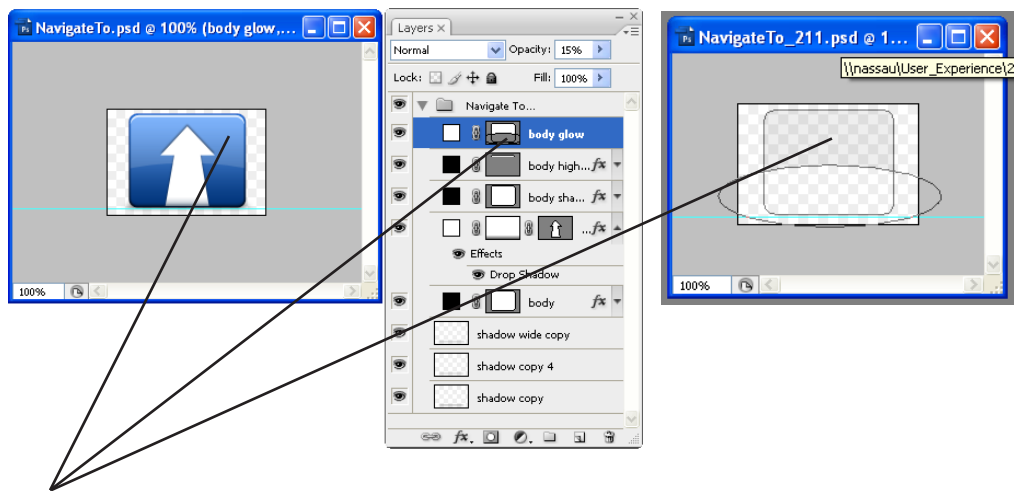 NavigateTo.psd @ 100% (body glow,...
100%
Layers ×
Normal Opacity: 15%
Lock: Fill: 100%
Navigate To...
body glow
body high... fx
body sha... fx
...fx
Effects
Drop Shadow
body fx
shadow wide copy
shadow copy 4
shadow copy
fx.
NavigateTo_211.psd @ 1...
\\nassau\User_Experience\2
100%